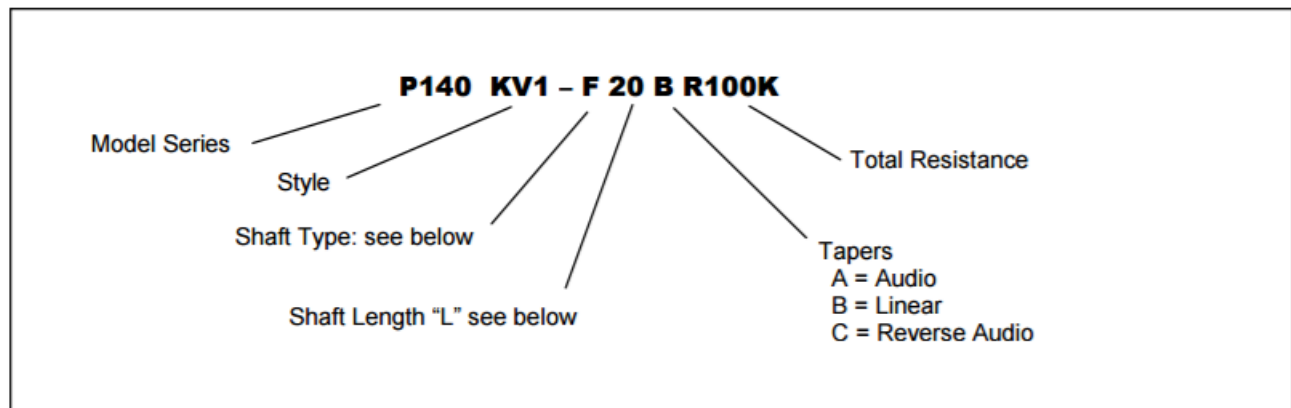 P140 KV1 – F 20 B R100K
Model Series
Total Resistance
Style
Shaft Type: see below
Tapers
A = Audio
B = Linear
C = Reverse Audio
Shaft Length “L” see below